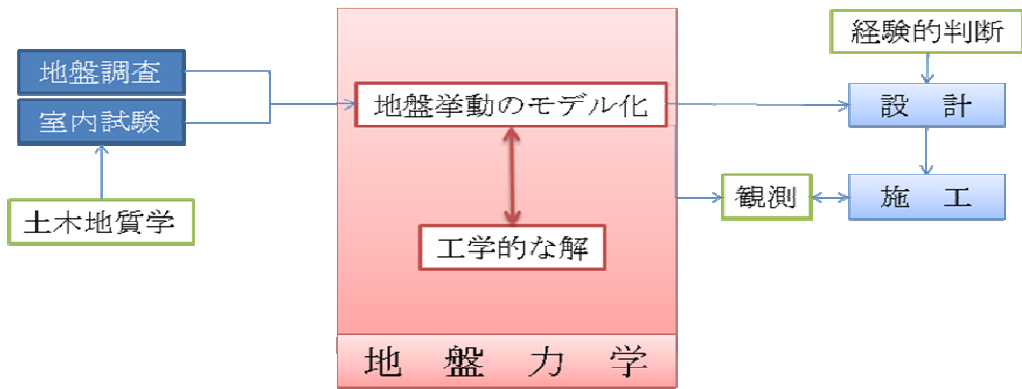 地盤調査
室内試験
土木地質学
地盤挙動のモデル化
工学的な解
地 盤 力 学
経験的判断
設 計
観測
施 工